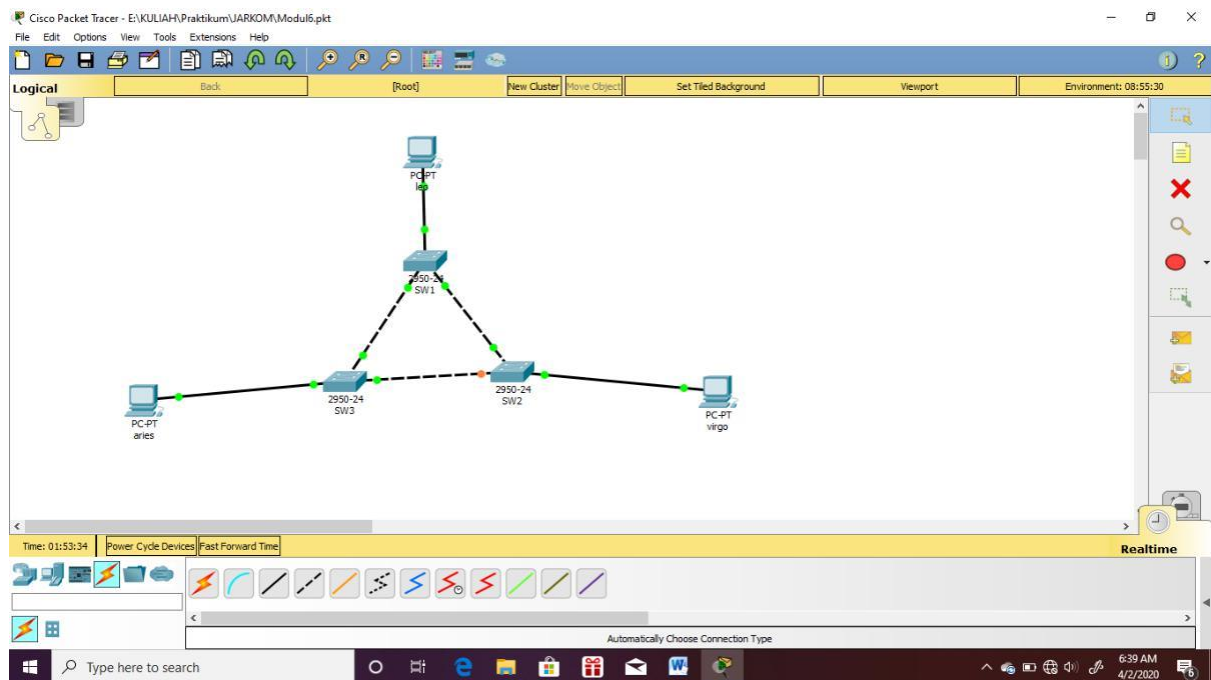 Cisco Packet Tracer - E:\KULIAH\Praktikum\JARKOM\Modul6.pkt
File Edit Options View Tools Extensions Help
Logical Back [Root] New Cluster Move Object Set Tiled Background Viewport Environment: 08:55:30
PC-PT
leo
2950-24
SW1
2950-24
SW3
2950-24
SW2
PC-PT
aries
PC-PT
virgo
Time: 01:53:34 Power Cycle Devices Fast Forward Time Realtime
Automatically Choose Connection Type
Type here to search
6:39 AM
4/2/2020
6